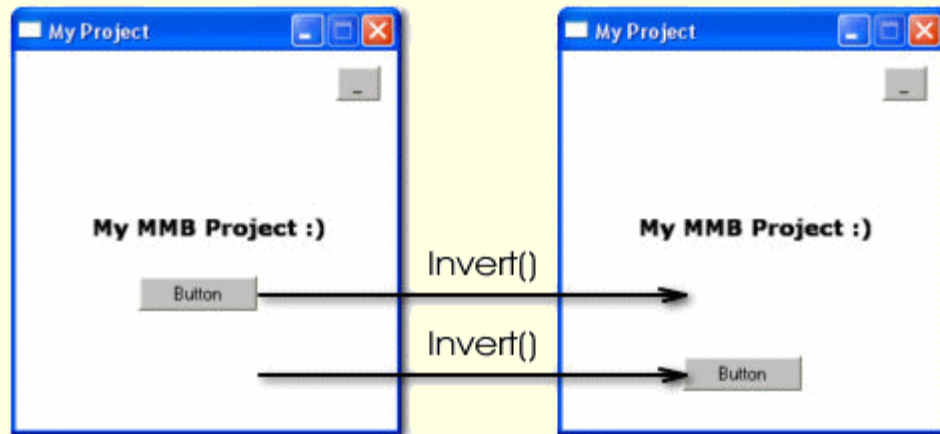 My Project
_
My MMB Project :)
Button
Invert()
Invert()
My Project
_
My MMB Project :)
Button